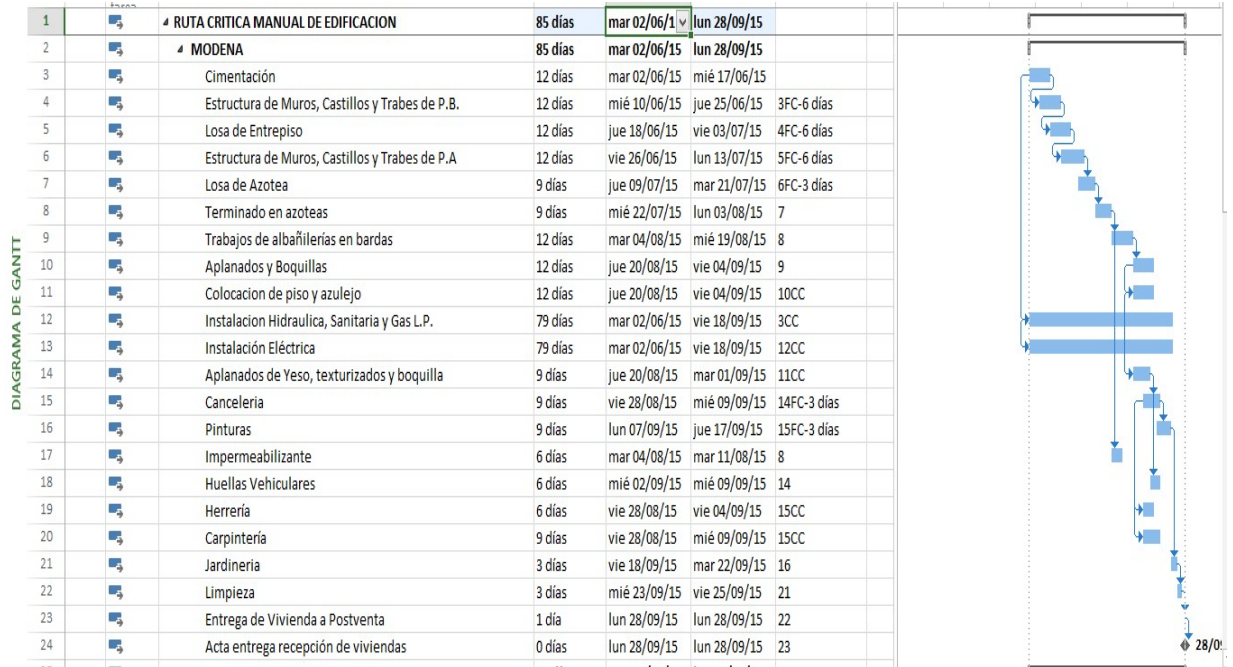 DIAGRAMA DE GANTT
1 RUTA CRITICA MANUAL DE EDIFICACION 85 días mar 02/06/1 lun 28/09/15
2 MODENA 85 días mar 02/06/15 lun 28/09/15
3 Cimentación 12 días mar 02/06/15 mié 17/06/15
4 Estructura de Muros, Castillos y Trabes de P.B. 12 días mié 10/06/15 jue 25/06/15 3FC-6 días
5 Losa de Entrepiso 12 días jue 18/06/15 vie 03/07/15 4FC-6 días
6 Estructura de Muros, Castillos y Trabes de P.A 12 días vie 26/06/15 lun 13/07/15 5FC-6 días
7 Losa de Azotea 9 días jue 09/07/15 mar 21/07/15 6FC-3 días
8 Terminado en azoteas 9 días mié 22/07/15 lun 03/08/15 7
9 Trabajos de albañilerías en bardas 12 días mar 04/08/15 mié 19/08/15 8
10 Aplanados y Boquillas 12 días jue 20/08/15 vie 04/09/15 9
11 Colocacion de piso y azulejo 12 días jue 20/08/15 vie 04/09/15 10CC
12 Instalacion Hidraulica, Sanitaria y Gas L.P. 79 días mar 02/06/15 vie 18/09/15 3CC
13 Instalación Eléctrica 79 días mar 02/06/15 vie 18/09/15 12CC
14 Aplanados de Yeso, texturizados y boquilla 9 días jue 20/08/15 mar 01/09/15 11CC
15 Canceleria 9 días vie 28/08/15 mié 09/09/15 14FC-3 días
16 Pinturas 9 días lun 07/09/15 jue 17/09/15 15FC-3 días
17 Impermeabilizante 6 días mar 04/08/15 mar 11/08/15 8
18 Huellas Vehiculares 6 días mié 02/09/15 mié 09/09/15 14
19 Herrería 6 días vie 28/08/15 vie 04/09/15 15CC
20 Carpintería 9 días vie 28/08/15 mié 09/09/15 15CC
21 Jardineria 3 días vie 18/09/15 mar 22/09/15 16
22 Limpieza 3 días mié 23/09/15 vie 25/09/15 21
23 Entrega de Vivienda a Postventa 1 día lun 28/09/15 lun 28/09/15 22
24 Acta entrega recepción de viviendas 0 días lun 28/09/15 lun 28/09/15 23 28/09